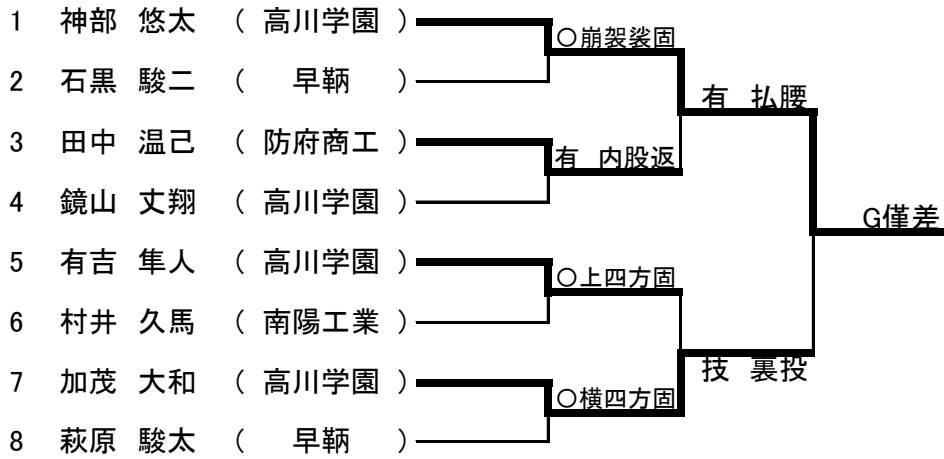 1 神部 悠太 ( 高川学園 )
○崩袈裟固
2 石黒 駿二 ( 早鞆 )
有 払腰
3 田中 温己 ( 防府商工 )
有 内股返
4 鏡山 丈翔 ( 高川学園 )
G僅差
5 有吉 隼人 ( 高川学園 )
○上四方固
6 村井 久馬 ( 南陽工業 )
技 裏投
7 加茂 大和 ( 高川学園 )
○横四方固
8 萩原 駿太 ( 早鞆 )